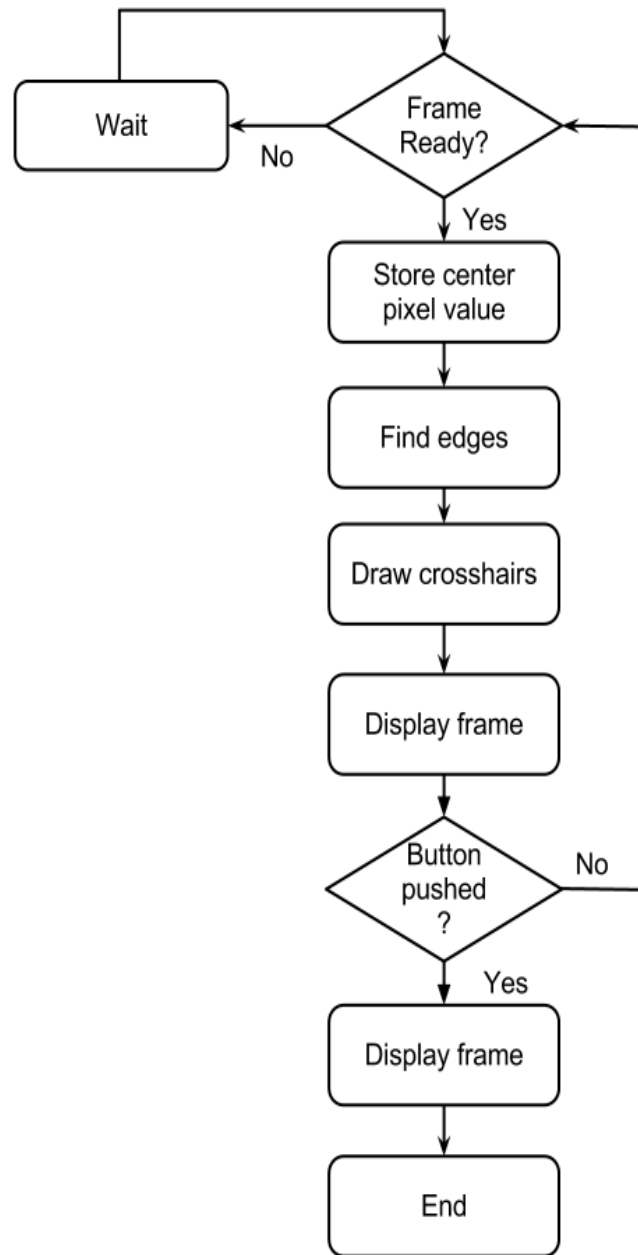 Wait
Frame
Ready?
No
Yes
Store center
pixel value
Find edges
Draw crosshairs
Display frame
Button
pushed
?
No
Yes
Display frame
End